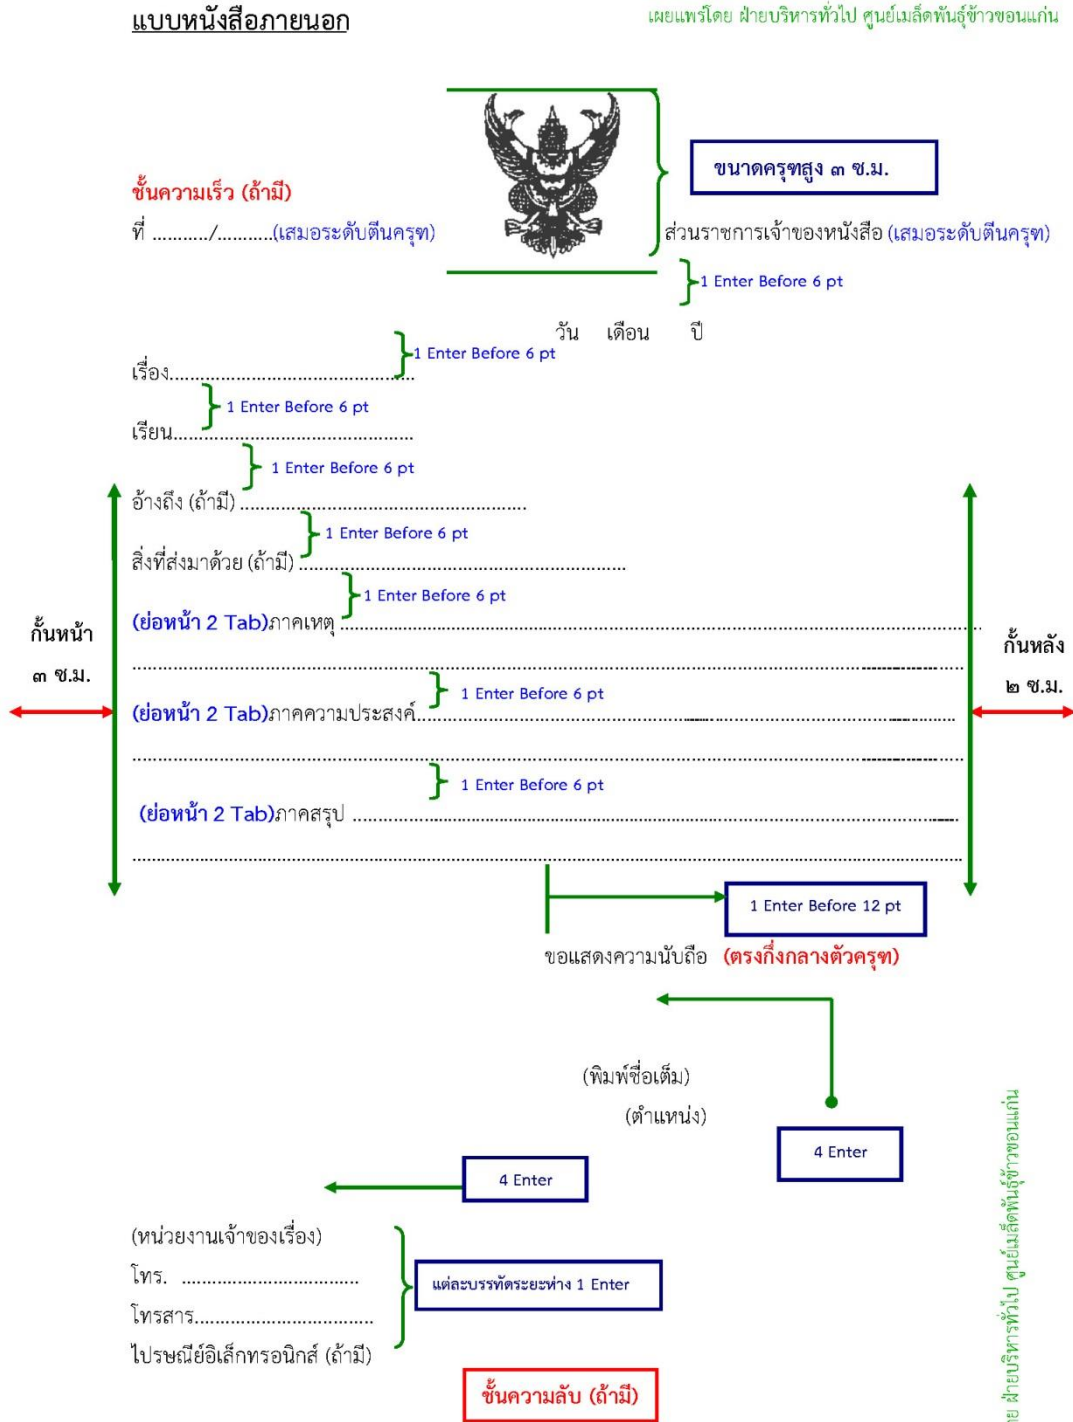 แบบหนังสือภายนอก
เผยแพร่โดย ฝ่ายบริหารทั่วไป ศูนย์เมล็ดพันธุ์ข้าวขอนแก่น
ขนาดครุฑสูง ๓ ซ.ม.
ชั้นความเร็ว (ถ้ามี)
ที่ .........../...........(เสมอระดับตีนครุฑ)
ส่วนราชการเจ้าของหนังสือ (เสมอระดับตีนครุฑ)
1 Enter Before 6 pt
วัน เดือน ปี
1 Enter Before 6 pt
เรื่อง.................................................
1 Enter Before 6 pt
เรียน................................................
1 Enter Before 6 pt
อ้างถึง (ถ้ามี) .........................................................
1 Enter Before 6 pt
สิ่งที่ส่งมาด้วย (ถ้ามี) .................................................................
1 Enter Before 6 pt
(ย่อหน้า 2 Tab)ภาคเหตุ ................................................................
กั้นหน้า
๓ ซ.ม.
กั้นหลัง
๒ ซ.ม.
1 Enter Before 6 pt
(ย่อหน้า 2 Tab)ภาคความประสงค์................................................................
1 Enter Before 6 pt
(ย่อหน้า 2 Tab)ภาคสรุป ................................................................
1 Enter Before 12 pt
ขอแสดงความนับถือ (ตรงกึ่งกลางตัวครุฑ)
(พิมพ์ชื่อเต็ม)
(ตำแหน่ง)
4 Enter
4 Enter
(หน่วยงานเจ้าของเรื่อง)
โทร. ...................................
แต่ละบรรทัดระยะห่าง 1 Enter
โทรสาร...................................
ไปรษณีย์อิเล็กทรอนิกส์ (ถ้ามี)
ชั้นความลับ (ถ้ามี)
ฝ่ายบริหารทั่วไป ศูนย์เมล็ดพันธุ์ข้าวขอนแก่น